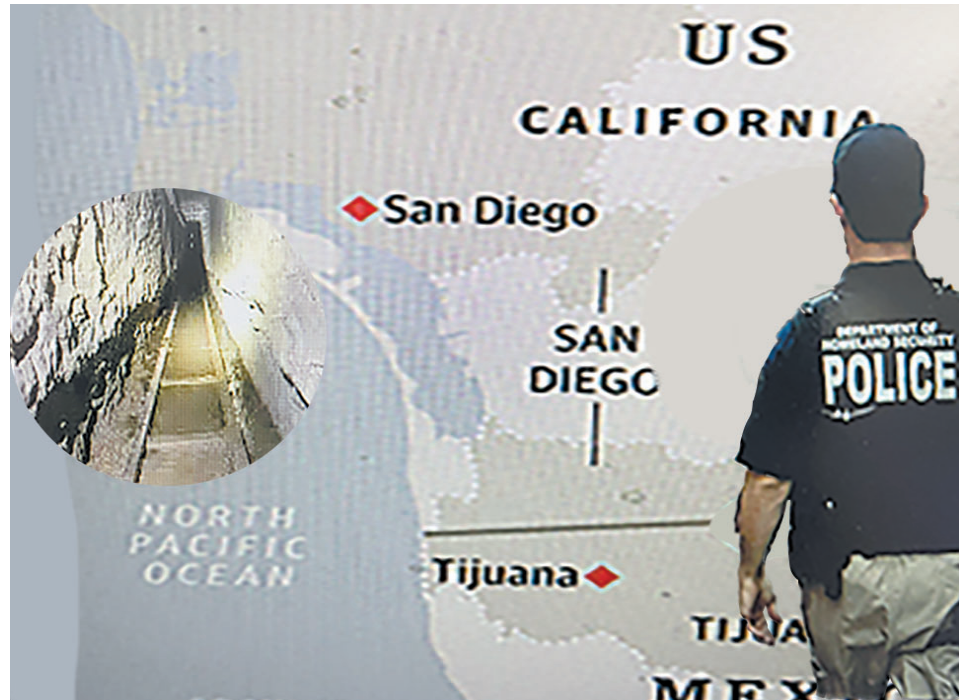 US
CALIFORNIA
San Diego
SAN
DIEGO
DEPARTMENT OF
HOMELAND SECURITY
POLICE
NORTH
PACIFIC
OCEAN
Tijuana